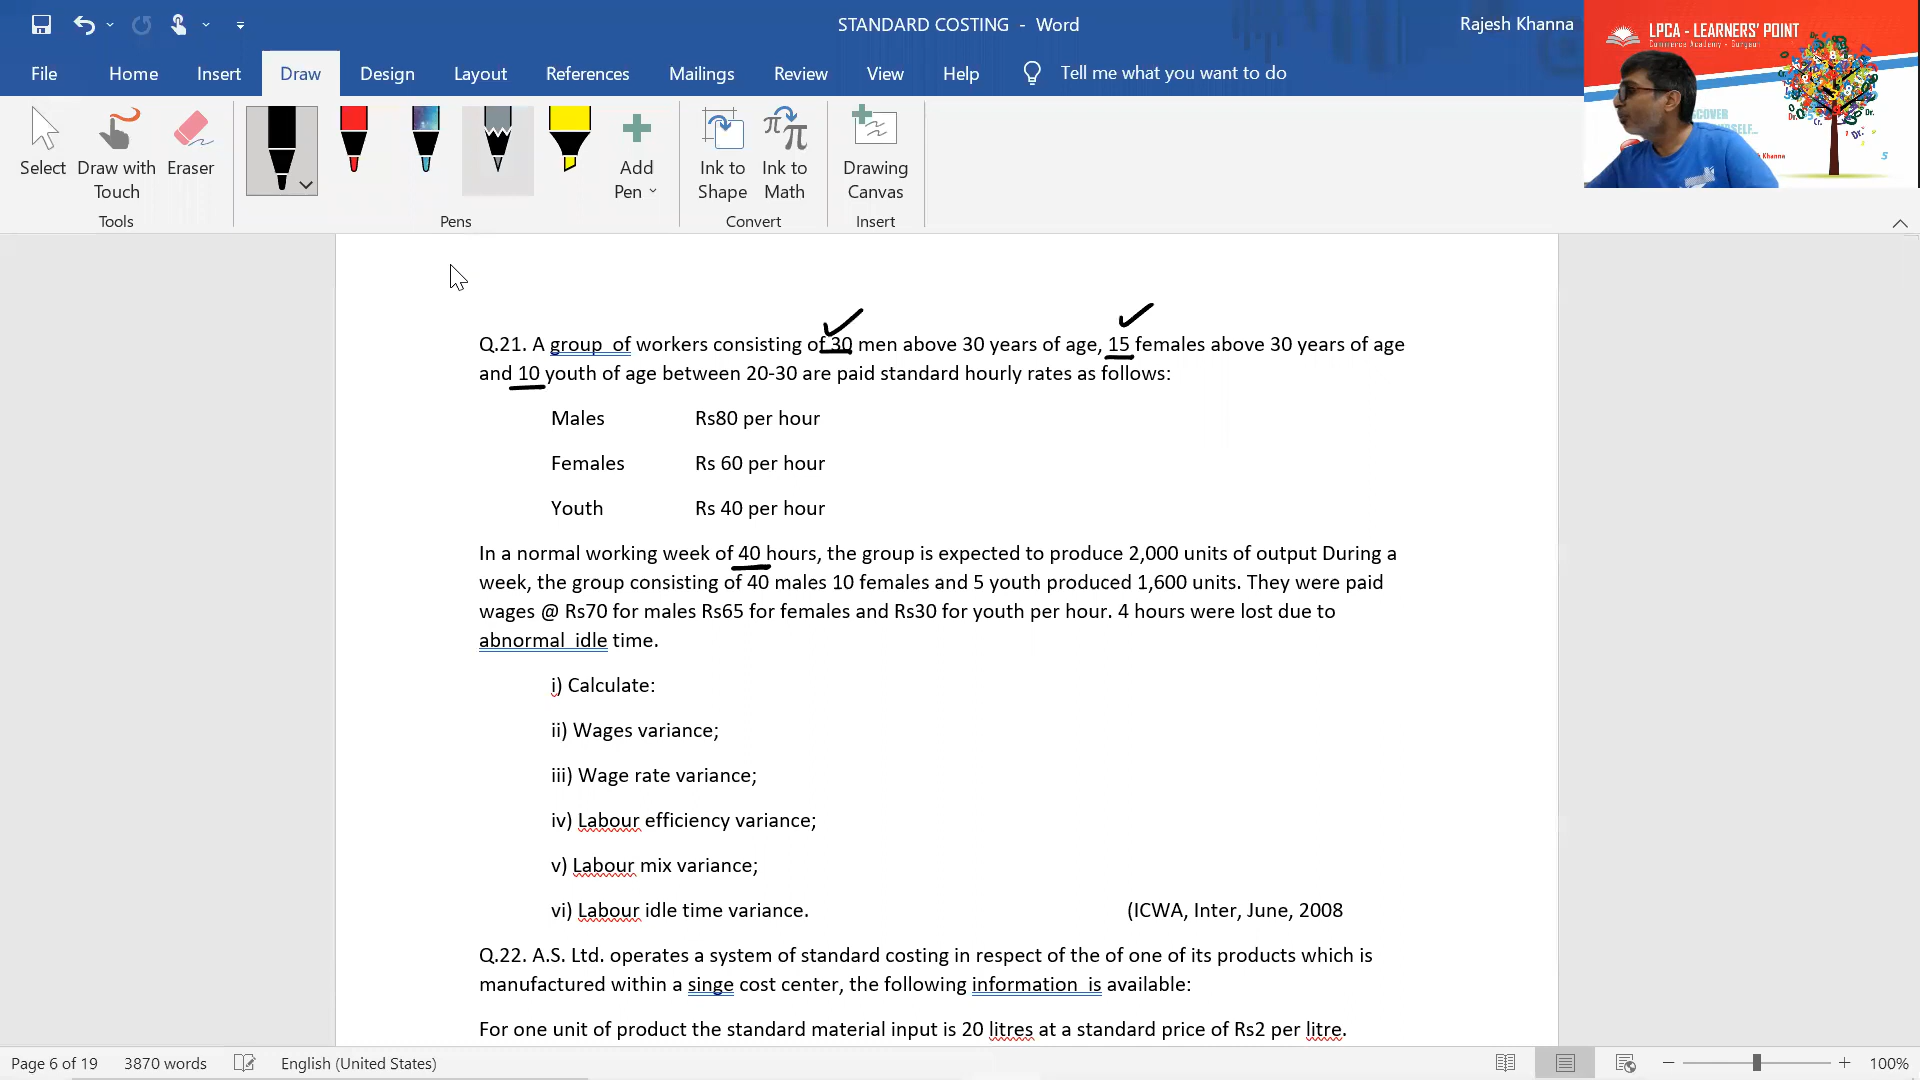 STANDARD COSTING - Word
Rajesh Khanna
LPCA - LEARNERS' POINT
Commerce Academy - Gurgaon
File Home Insert Draw Design Layout References Mailings Review View Help Tell me what you want to do
Select Draw with Touch Eraser
Add Pen
Ink to Shape Ink to Math
Drawing Canvas
Tools Pens Convert Insert
Q.21. A group of workers consisting of 30 men above 30 years of age, 15 females above 30 years of age
and 10 youth of age between 20-30 are paid standard hourly rates as follows:
Males Rs80 per hour
Females Rs 60 per hour
Youth Rs 40 per hour
In a normal working week of 40 hours, the group is expected to produce 2,000 units of output During a
week, the group consisting of 40 males 10 females and 5 youth produced 1,600 units. They were paid
wages @ Rs70 for males Rs65 for females and Rs30 for youth per hour. 4 hours were lost due to
abnormal idle time.
i) Calculate:
ii) Wages variance;
iii) Wage rate variance;
iv) Labour efficiency variance;
v) Labour mix variance;
vi) Labour idle time variance. (ICWA, Inter, June, 2008
Q.22. A.S. Ltd. operates a system of standard costing in respect of the of one of its products which is
manufactured within a singe cost center, the following information is available:
For one unit of product the standard material input is 20 litres at a standard price of Rs2 per litre.
Page 6 of 19 3870 words English (United States) 100%